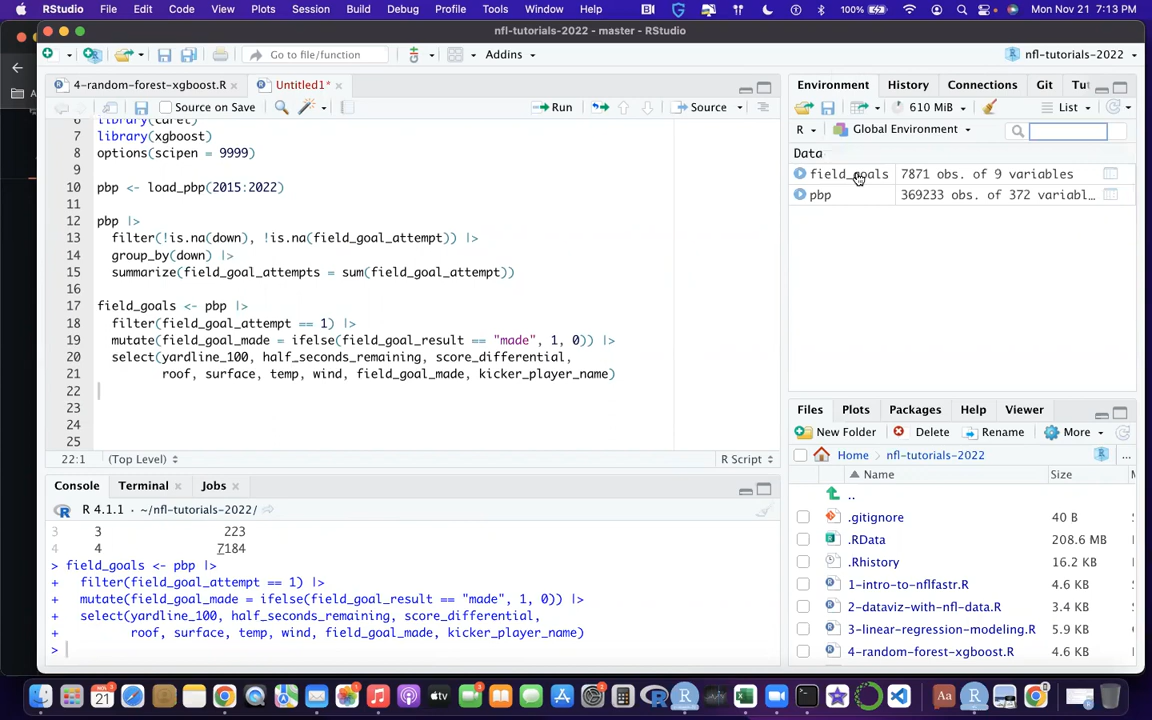 RStudio File Edit Code View Plots Session Build Debug Profile Tools Window Help 100% Mon Nov 21 7:13 PM
nfl-tutorials-2022 - master - RStudio
Go to file/function Addins nfl-tutorials-2022
4-random-forest-xgboost.R Untitled1*
Source on Save Run Source
6 library(caret)
7 library(xgboost)
8 options(scipen = 9999)
9
10 pbp <- load_pbp(2015:2022)
11
12 pbp |>
13 filter(!is.na(down), !is.na(field_goal_attempt)) |>
14 group_by(down) |>
15 summarize(field_goal_attempts = sum(field_goal_attempt))
16
17 field_goals <- pbp |>
18 filter(field_goal_attempt == 1) |>
19 mutate(field_goal_made = ifelse(field_goal_result == "made", 1, 0)) |>
20 select(yardline_100, half_seconds_remaining, score_differential,
21 roof, surface, temp, wind, field_goal_made, kicker_player_name)
22
23
24
25
22:1 (Top Level) R Script
Console Terminal Jobs
R 4.1.1 · ~/nfl-tutorials-2022/
3 3 223
4 4 7184
> field_goals <- pbp |>
+ filter(field_goal_attempt == 1) |>
+ mutate(field_goal_made = ifelse(field_goal_result == "made", 1, 0)) |>
+ select(yardline_100, half_seconds_remaining, score_differential,
+ roof, surface, temp, wind, field_goal_made, kicker_player_name)
>
Environment History Connections Git Tu
610 MiB List
R Global Environment
Data
field_goals 7871 obs. of 9 variables
pbp 369233 obs. of 372 variabl…
Files Plots Packages Help Viewer
New Folder Delete Rename More
Home nfl-tutorials-2022 ...
Name Size
..
.gitignore 40 B
.RData 208.6 MB
.Rhistory 16.2 KB
1-intro-to-nflfastr.R 4.6 KB
2-dataviz-with-nfl-data.R 3.4 KB
3-linear-regression-modeling.R 5.9 KB
4-random-forest-xgboost.R 4.6 KB